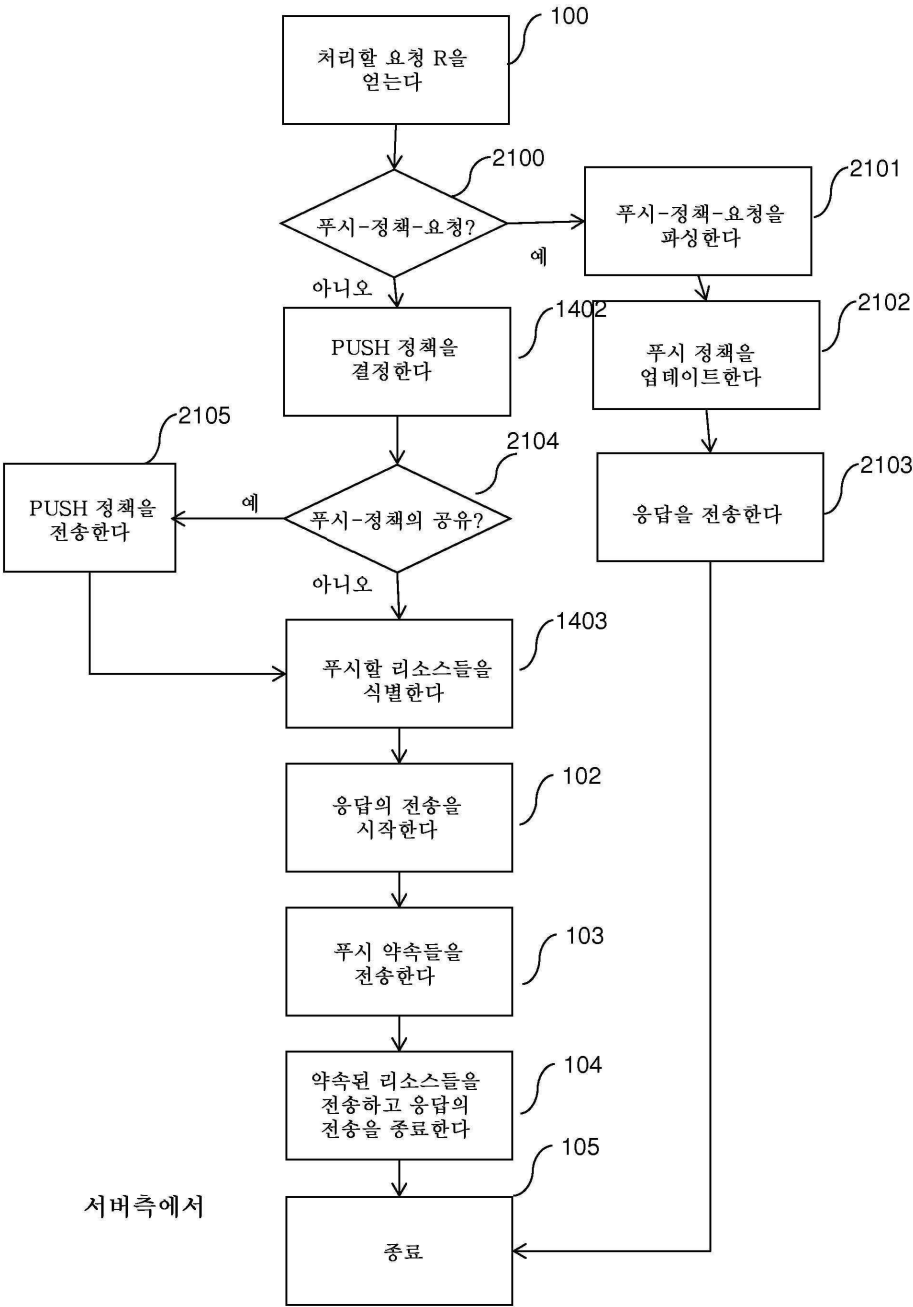 100
처리할 요청 R을
얻는다
2100
푸시-정책-요청?
예
아니오
2101
푸시-정책-요청을
파싱한다
1402
PUSH 정책을
결정한다
2102
푸시 정책을
업데이트한다
2105
PUSH 정책을
전송한다
예
2104
푸시-정책의 공유?
아니오
2103
응답을 전송한다
1403
푸시할 리소스들을
식별한다
102
응답의 전송을
시작한다
103
푸시 약속들을
전송한다
104
약속된 리소스들을
전송하고 응답의
전송을 종료한다
105
종료
서버측에서